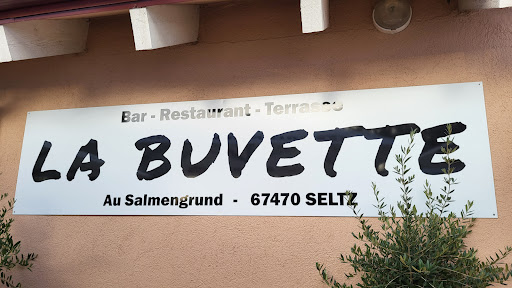 Bar - Restaurant - Terrasse
LA BUVETTE
Au Salmengrund - 67470 SELTZ